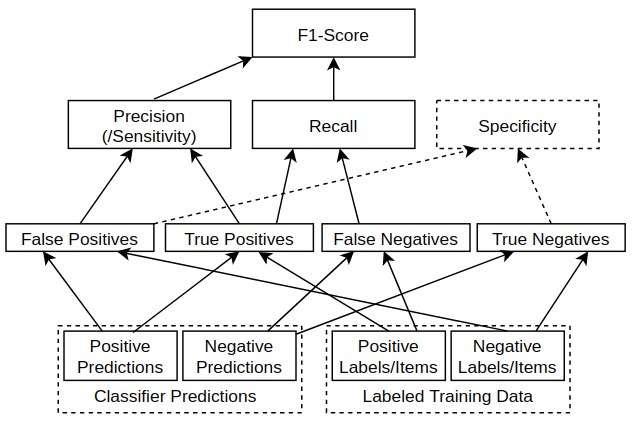 F1-Score
Precision
(/Sensitivity)
Recall
Specificity
False Positives
True Positives
False Negatives
True Negatives
Positive
Predictions
Negative
Predictions
Positive
Labels/Items
Negative
Labels/Items
Classifier Predictions
Labeled Training Data